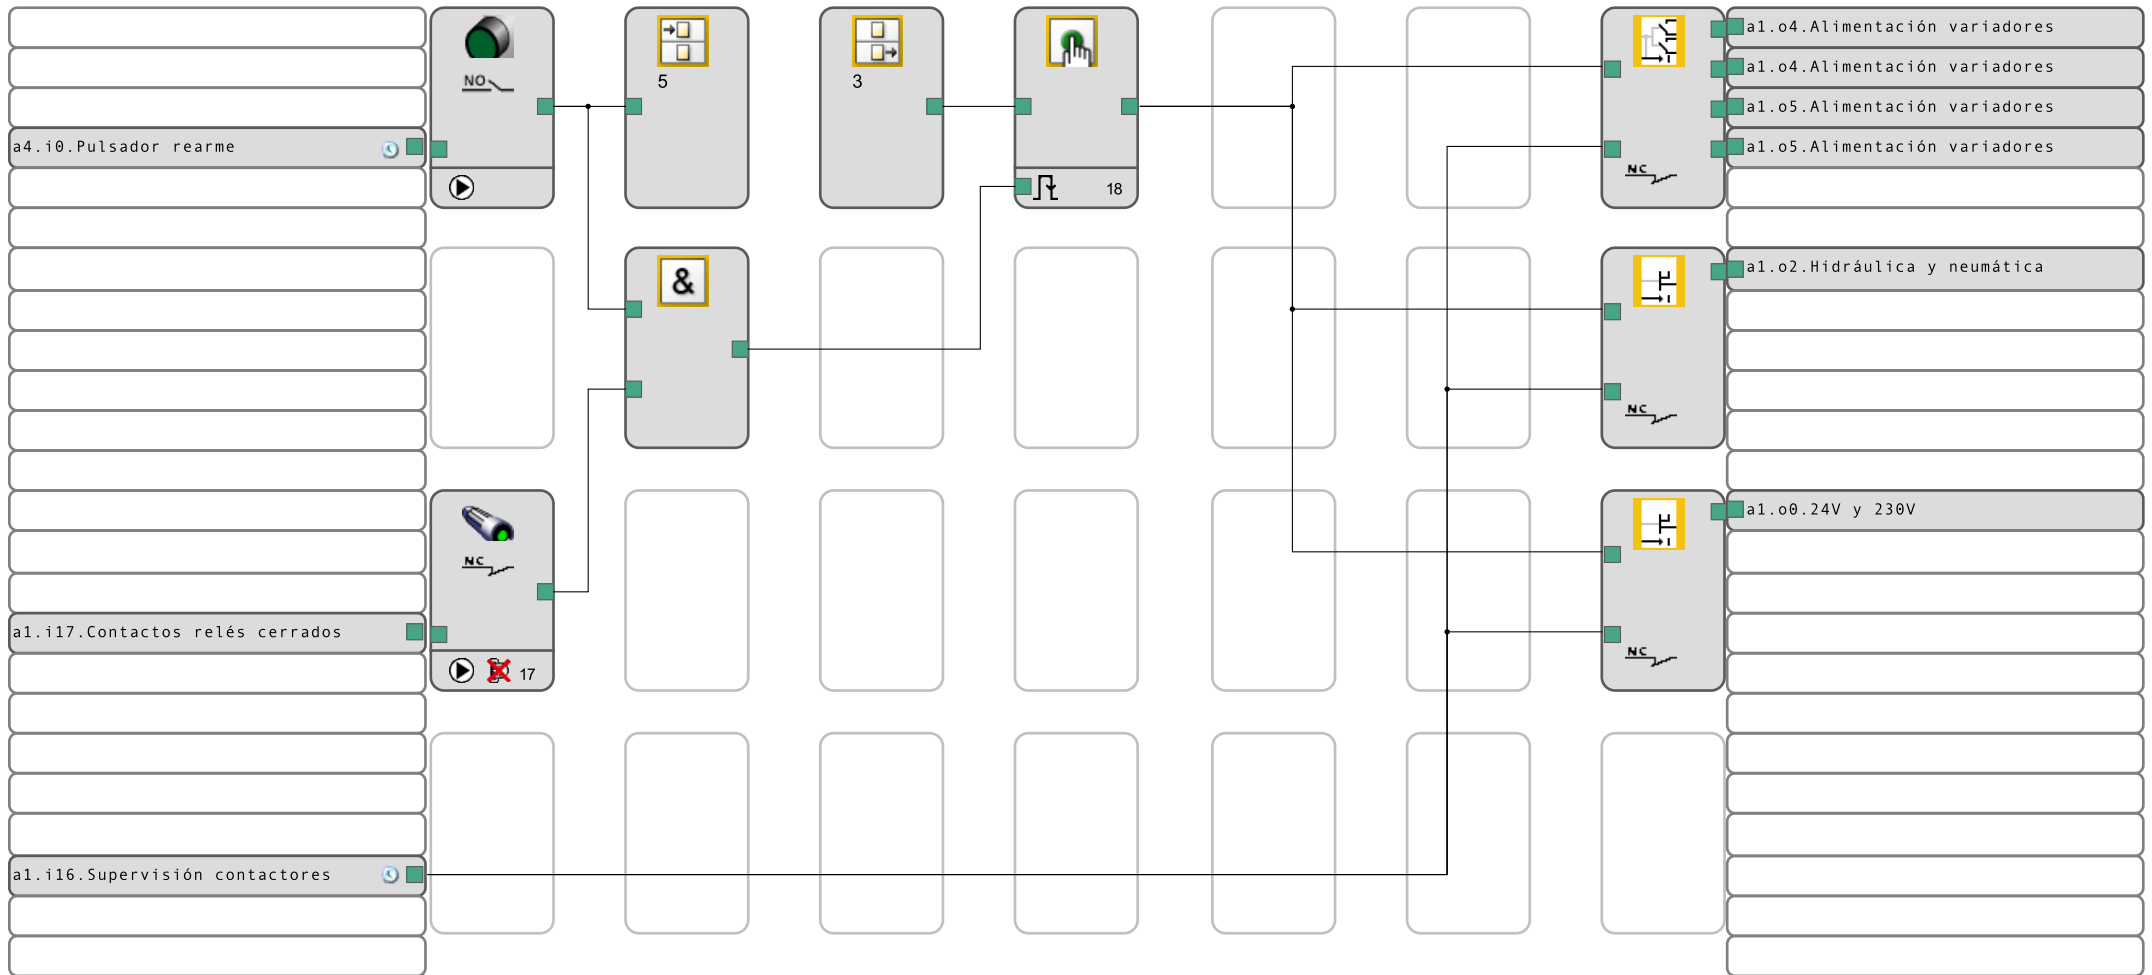 a4.i0.Pulsador rearme
a1.i17.Contactos relés cerrados
a1.i16.Supervisión contactores
NO
NC
17
5
&
3
18
NC
NC
NC
a1.o4.Alimentación variadores
a1.o4.Alimentación variadores
a1.o5.Alimentación variadores
a1.o5.Alimentación variadores
a1.o2.Hidráulica y neumática
a1.o0.24V y 230V